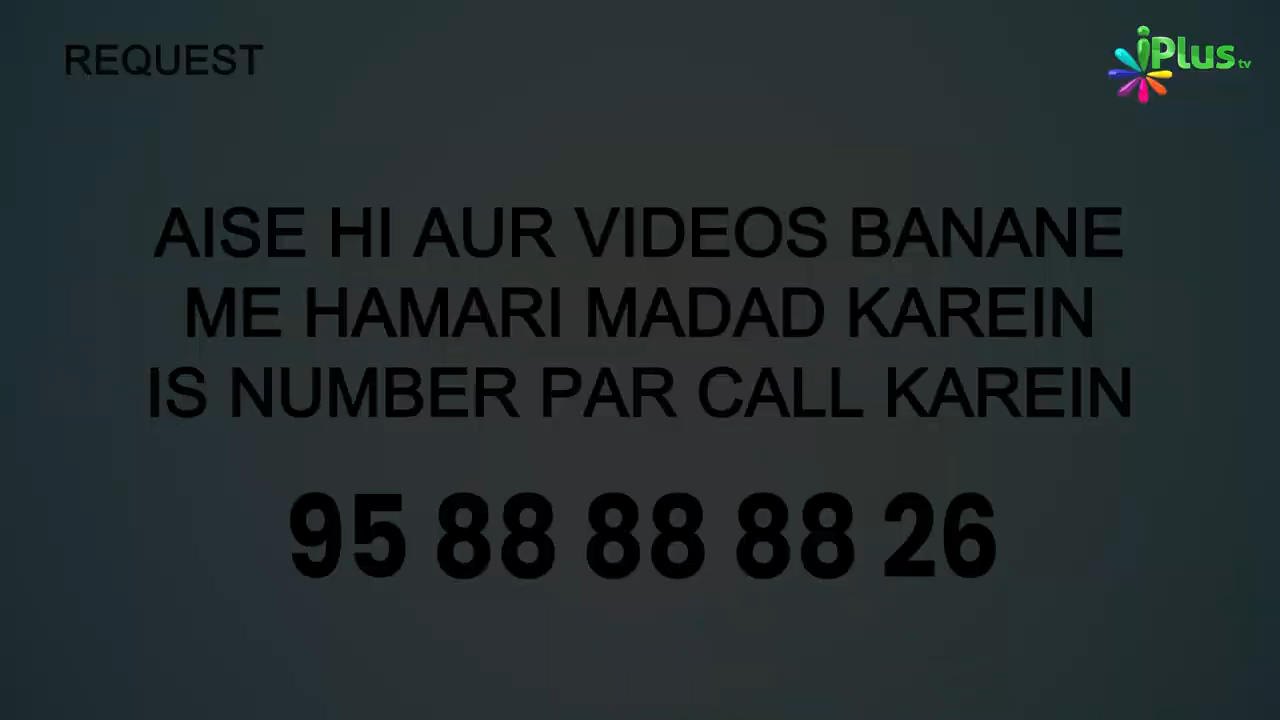 REQUEST
iPlus tv
AISE HI AUR VIDEOS BANANE
ME HAMARI MADAD KAREIN
IS NUMBER PAR CALL KAREIN
95 88 88 88 26